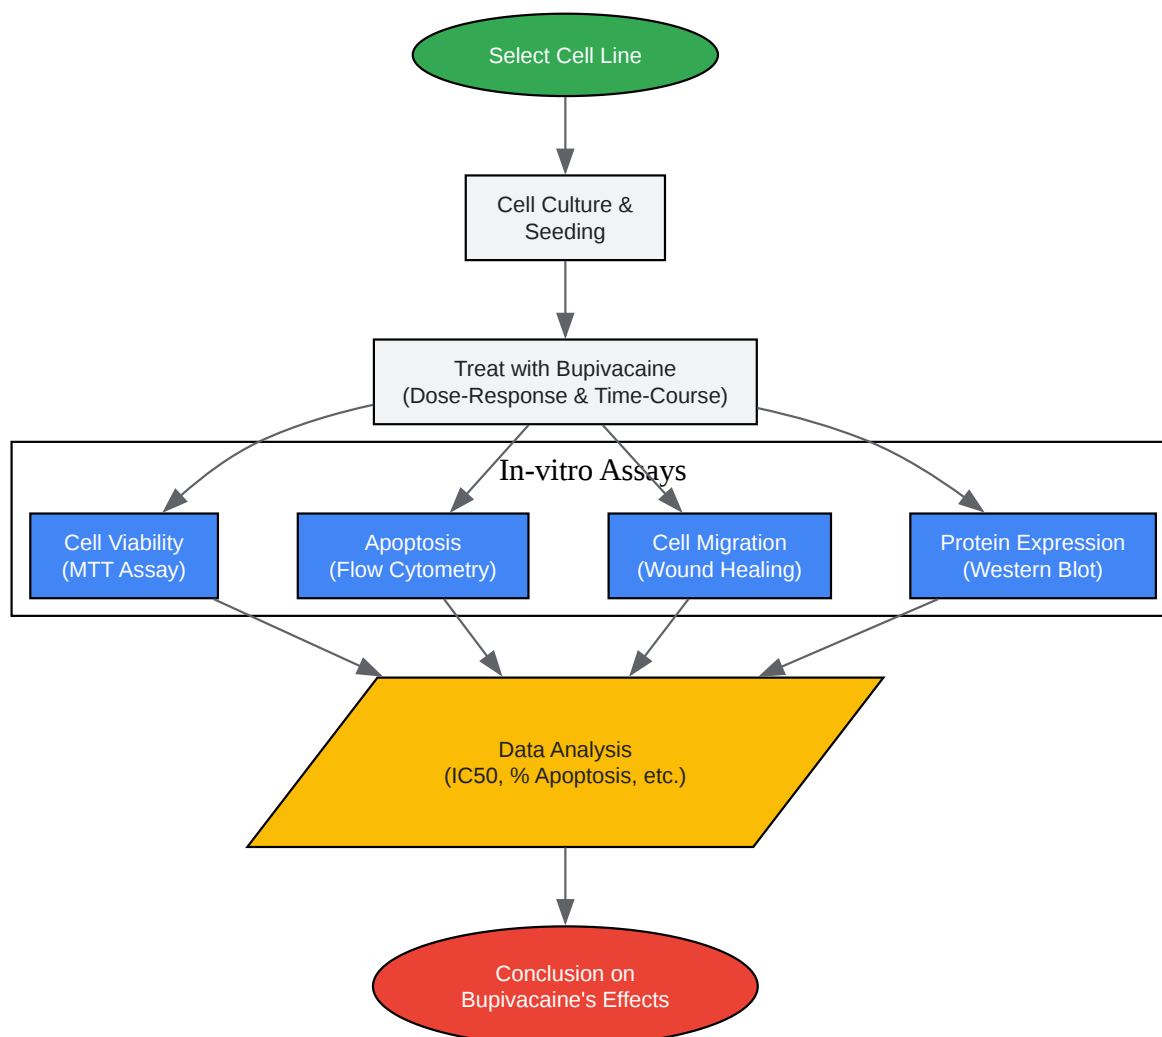 Select Cell Line
Cell Culture &
Seeding
Treat with Bupivacaine
(Dose-Response & Time-Course)
In-vitro Assays
Cell Viability
(MTT Assay)
Apoptosis
(Flow Cytometry)
Cell Migration
(Wound Healing)
Protein Expression
(Western Blot)
Data Analysis
(IC50, % Apoptosis, etc.)
Conclusion on
Bupivacaine's Effects